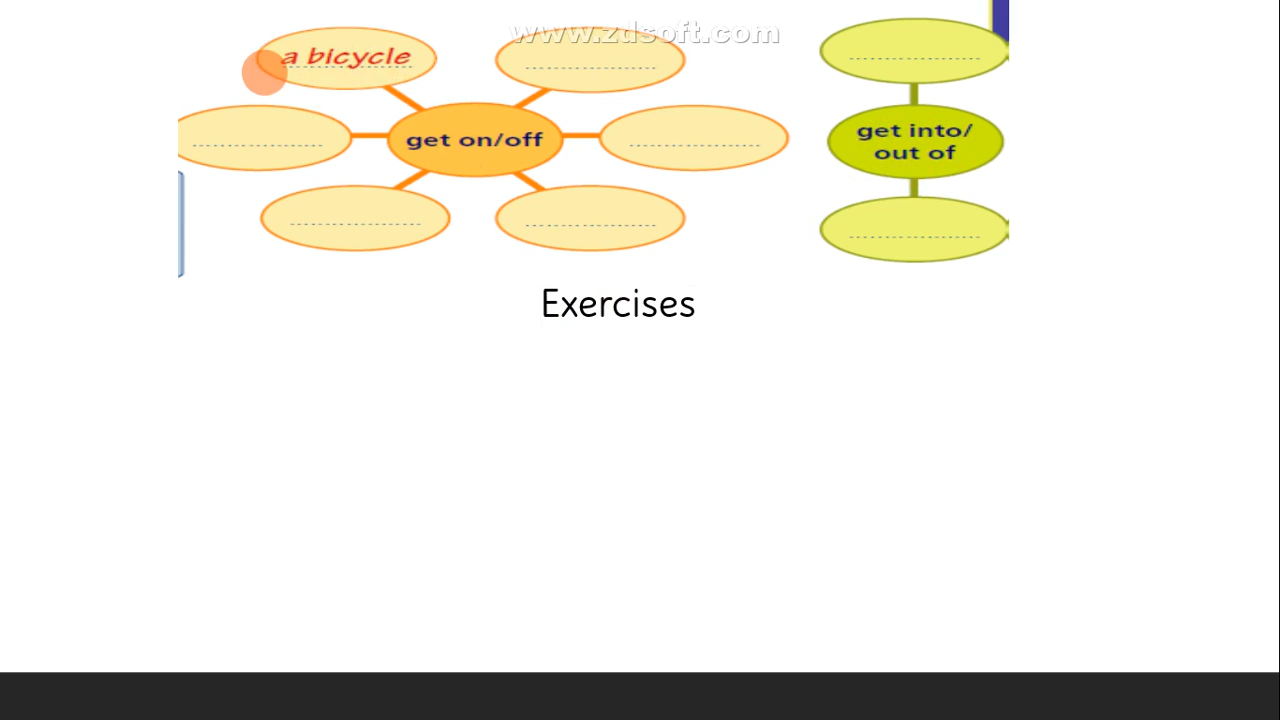 www.zdsoft.com
a bicycle
get on/off
get into/
out of
Exercises